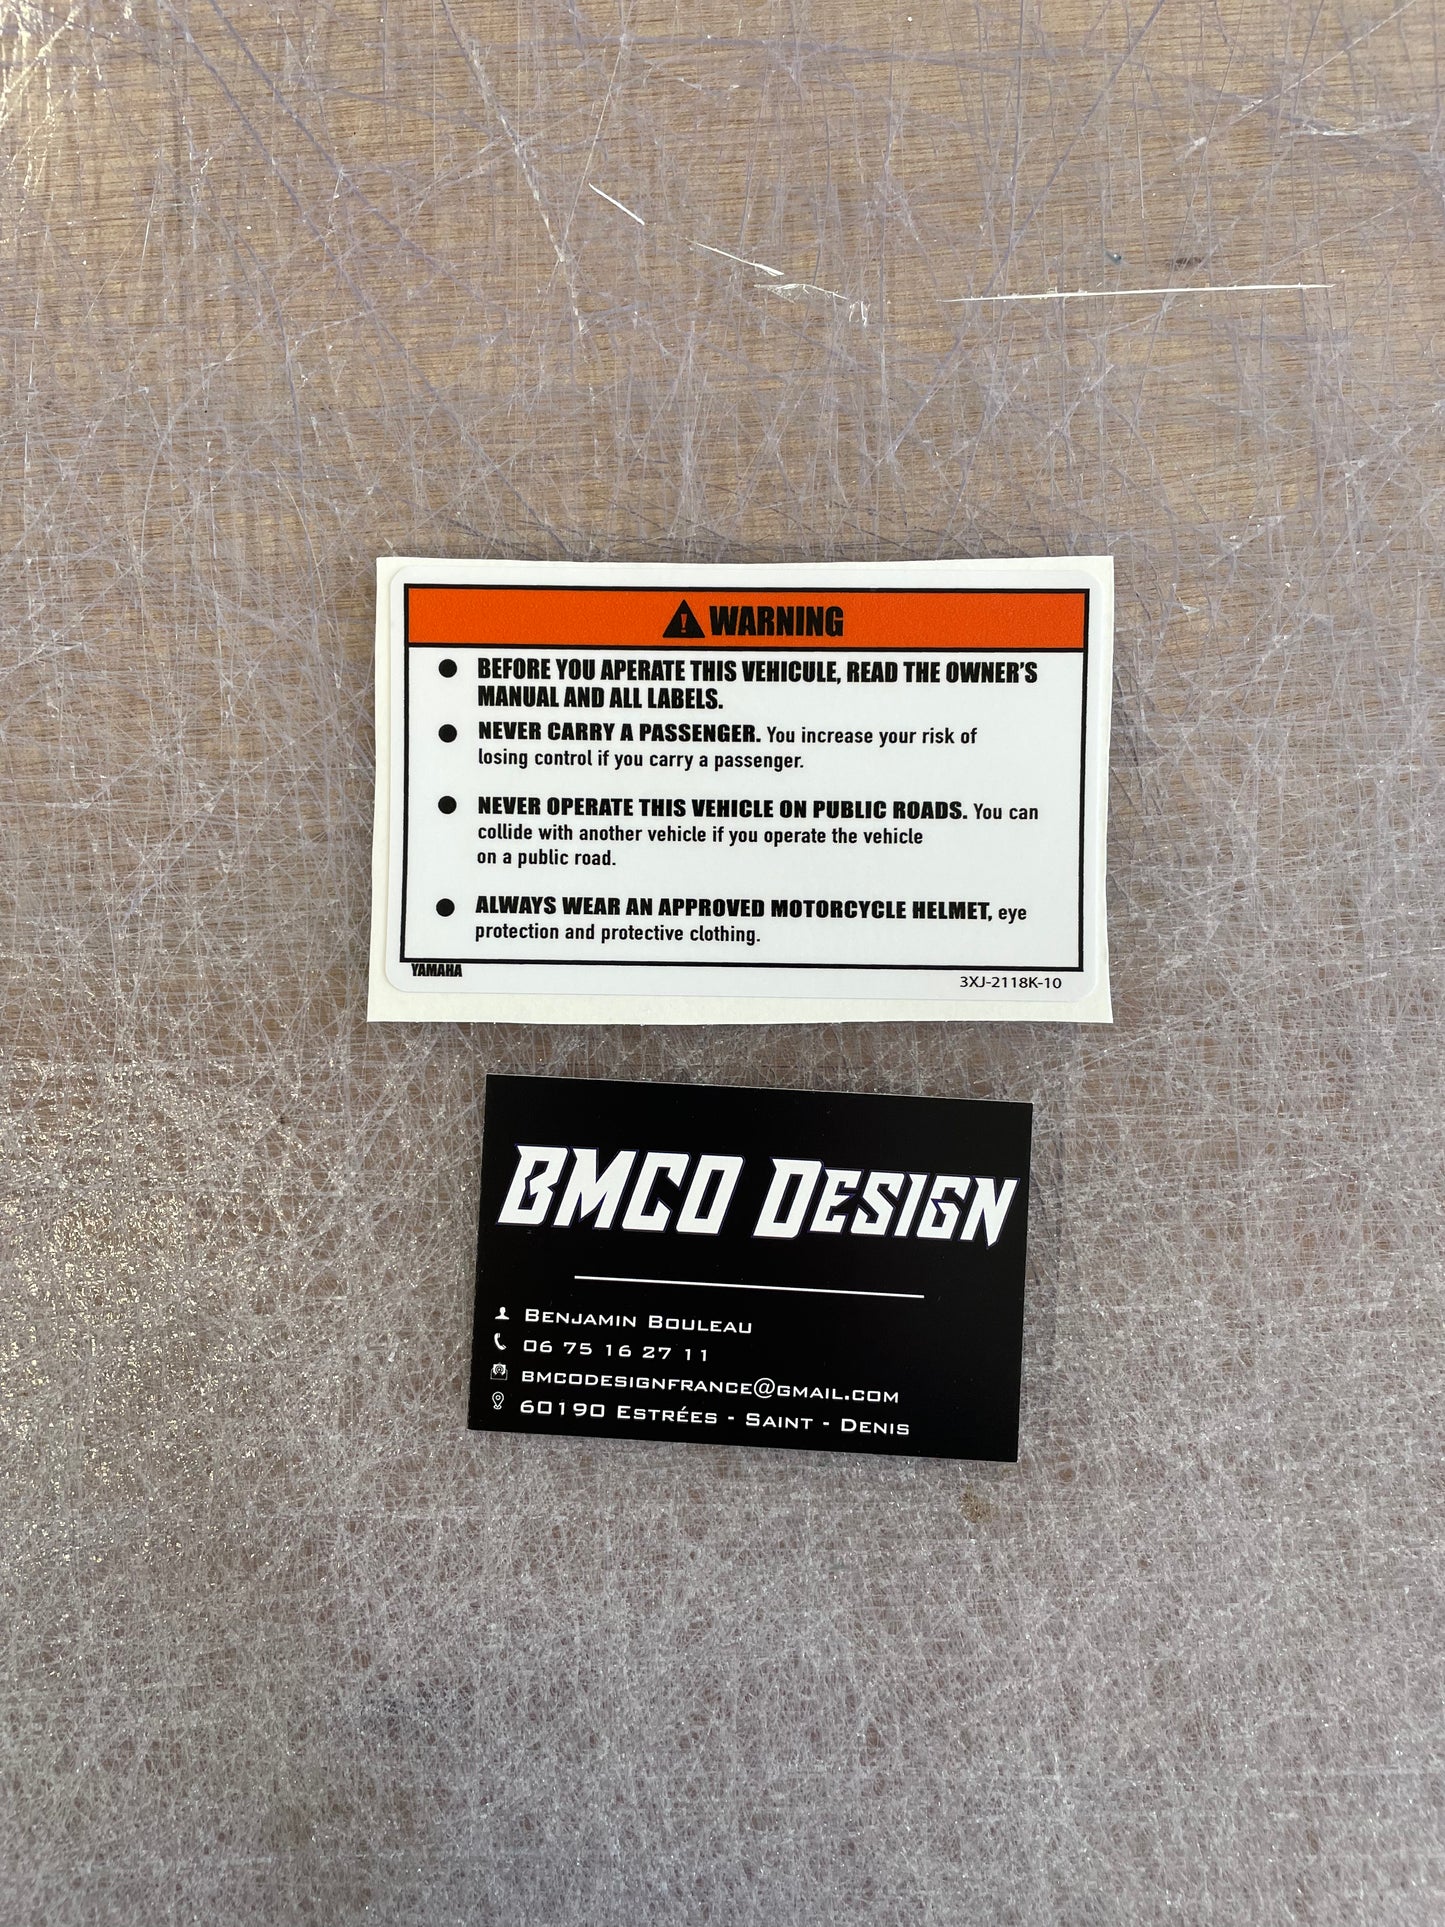 WARNING
BEFORE YOU APERATE THIS VEHICULE, READ THE OWNER'S
MANUAL AND ALL LABELS.
NEVER CARRY A PASSENGER. You increase your risk of
losing control if you carry a passenger.
NEVER OPERATE THIS VEHICLE ON PUBLIC ROADS. You can
collide with another vehicle if you operate the vehicle
on a public road.
ALWAYS WEAR AN APPROVED MOTORCYCLE HELMET, eye
protection and protective clothing.
YAMAHA
3XJ-2118K-10
BMCO DESIGN
BENJAMIN BOULEAU
06 75 16 27 11
BMCODESIGNFRANCE@GMAIL.COM
60190 ESTRÉES - SAINT - DENIS